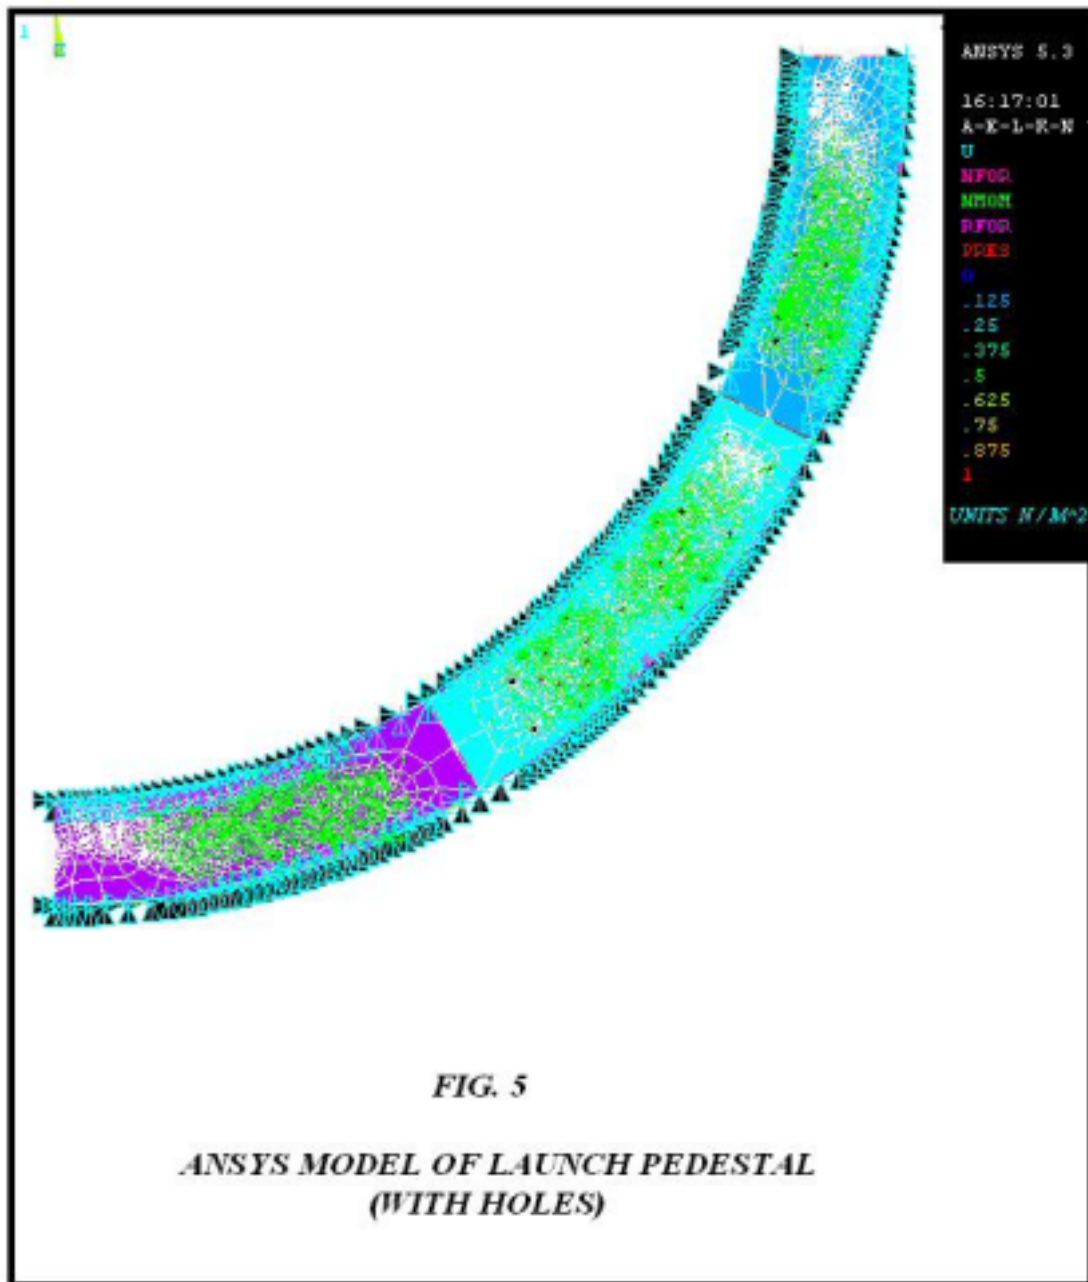 1
ANSYS 5.3
16:17:01
A-E-L-K-N
U
NFOR
NMOM
RFOR
PRES
0
.125
.25
.375
.5
.625
.75
.875
1
UNITS N/M^2
FIG. 5
ANSYS MODEL OF LAUNCH PEDESTAL
(WITH HOLES)